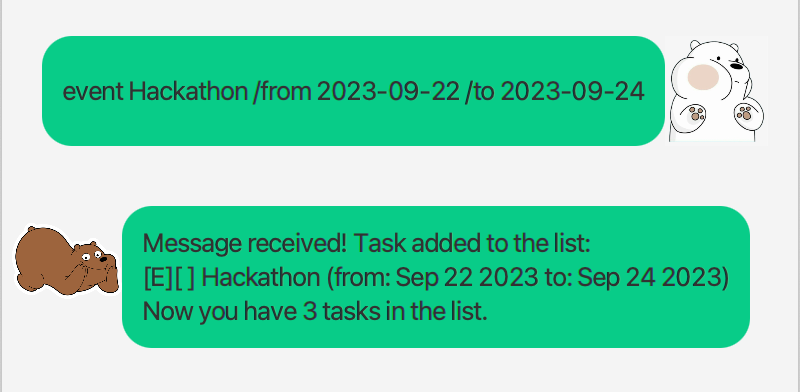 event Hackathon /from 2023-09-22 /to 2023-09-24
Message received! Task added to the list:
[E][ ] Hackathon (from: Sep 22 2023 to: Sep 24 2023)
Now you have 3 tasks in the list.